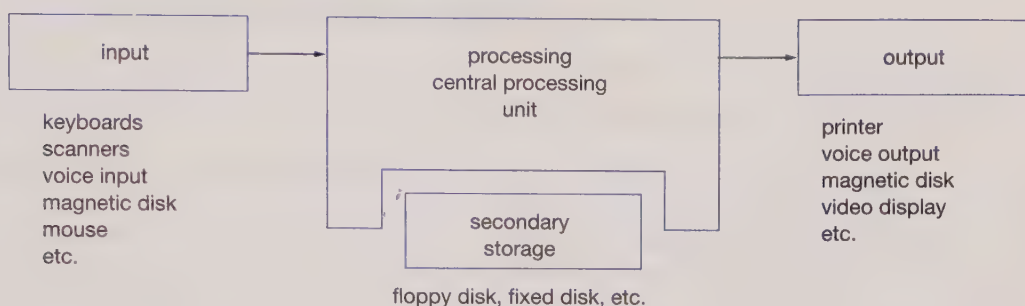 input
keyboards
scanners
voice input
magnetic disk
mouse
etc.
processing
central processing
unit
secondary
storage
floppy disk, fixed disk, etc.
output
printer
voice output
magnetic disk
video display
etc.